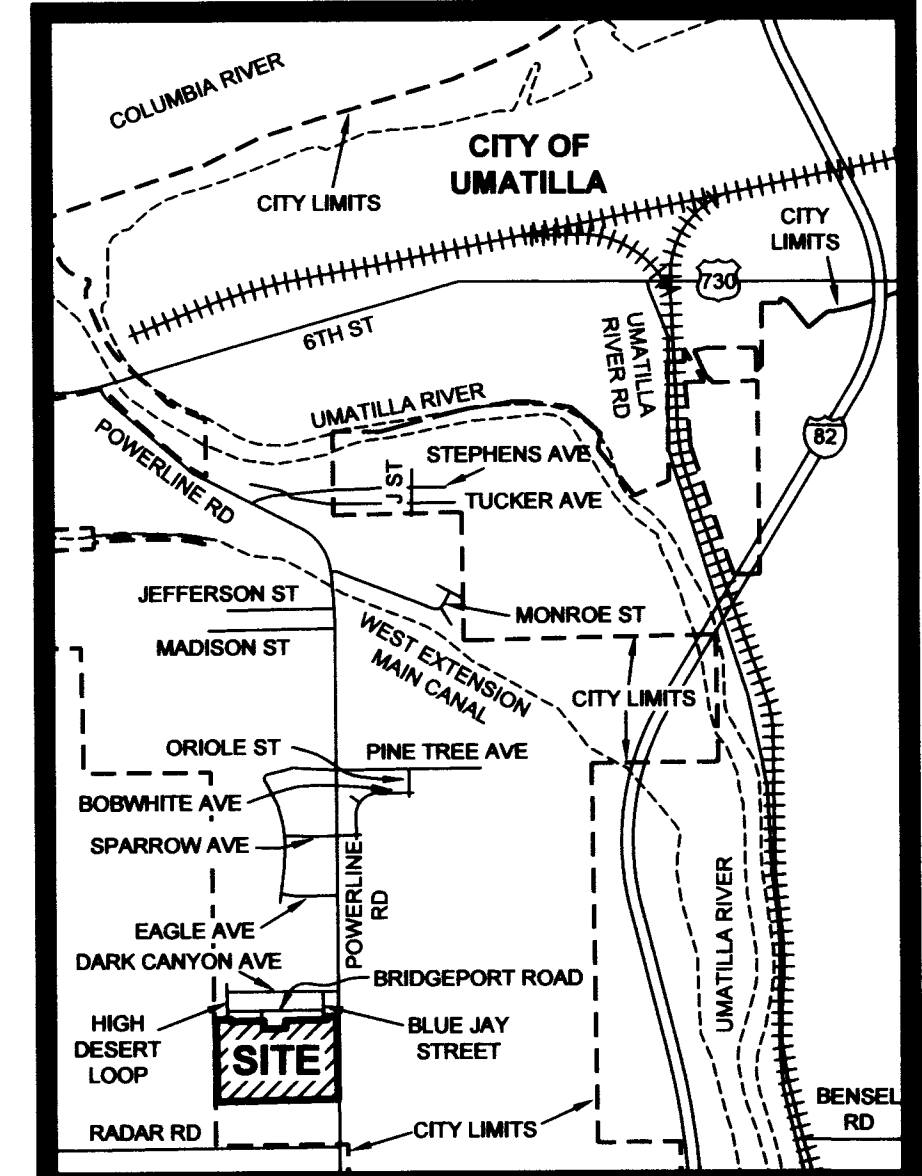 COLUMBIA RIVER
CITY OF
UMATILLA
CITY LIMITS
CITY
LIMITS
730
6TH ST
UMATILLA
RIVER RD
UMATILLA RIVER
82
POWERLINE RD
STEPHENS AVE
J ST
TUCKER AVE
JEFFERSON ST
MONROE ST
MADISON ST
WEST EXTENSION
MAIN CANAL
CITY LIMITS
ORIOLE ST
PINE TREE AVE
BOBWHITE AVE
SPARROW AVE
POWERLINE
RD
UMATILLA RIVER
EAGLE AVE
DARK CANYON AVE
BRIDGEPORT ROAD
HIGH
DESERT
LOOP
BLUE JAY
STREET
SITE
BENSEL
RD
RADAR RD
CITY LIMITS